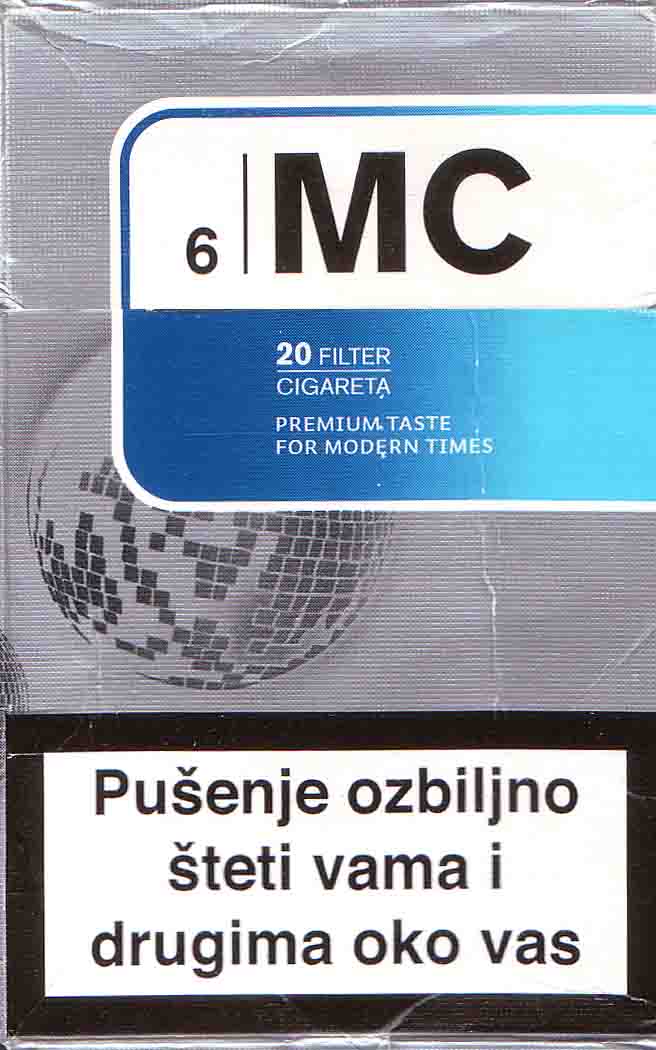 6 | MC
20 FILTER
CIGARETA
PREMIUM TASTE
FOR MODERN TIMES
Pušenje ozbiljno
šteti vama i
drugima oko vas